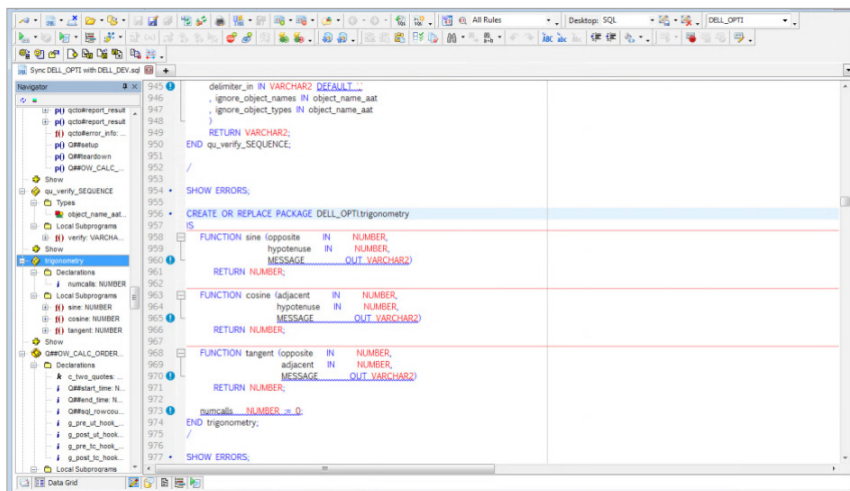 All Rules
Desktop: SQL
DELL_OPTI
Sync DELL_OPTI with DELL_DEV.sql
Navigator
p() qcto#report_result
p() qcto#report_result
f() qcto#error_info: ...
p() Q##setup
p() Q##teardown
p() Q##OW_CALC_...
Show
qu_verify_SEQUENCE
Types
object_name_aat...
Local Subprograms
f() verify: VARCHA...
Show
trigonometry
Declarations
i numcalls: NUMBER
Local Subprograms
f() sine: NUMBER
f() cosine: NUMBER
f() tangent: NUMBER
Show
Q##OW_CALC_ORDER...
Declarations
k c_two_quotes: ...
i Q##start_time: N...
i Q##end_time: N...
i Q##sql_rowcou...
i g_pre_ut_hook_...
i g_post_ut_hook_...
i g_pre_tc_hook_...
i g_post_tc_hook_...
Local Subprograms
Data Grid
945 delimiter_in IN VARCHAR2 DEFAULT
946 , ignore_object_names IN object_name_aat
947 , ignore_object_types IN object_name_aat
948 )
949 RETURN VARCHAR2;
950 END qu_verify_SEQUENCE;
951
952 /
953
954 SHOW ERRORS;
955
956 CREATE OR REPLACE PACKAGE DELL_OPTI.trigonometry
957 IS
958 FUNCTION sine (opposite IN NUMBER,
959 hypotenuse IN NUMBER,
960 MESSAGE OUT VARCHAR2)
961 RETURN NUMBER;
962
963 FUNCTION cosine (adjacent IN NUMBER,
964 hypotenuse IN NUMBER,
965 MESSAGE OUT VARCHAR2)
966 RETURN NUMBER;
967
968 FUNCTION tangent (opposite IN NUMBER,
969 adjacent IN NUMBER,
970 MESSAGE OUT VARCHAR2)
971 RETURN NUMBER;
972
973 numcalls NUMBER := 0;
974 END trigonometry;
975 /
976
977 SHOW ERRORS;